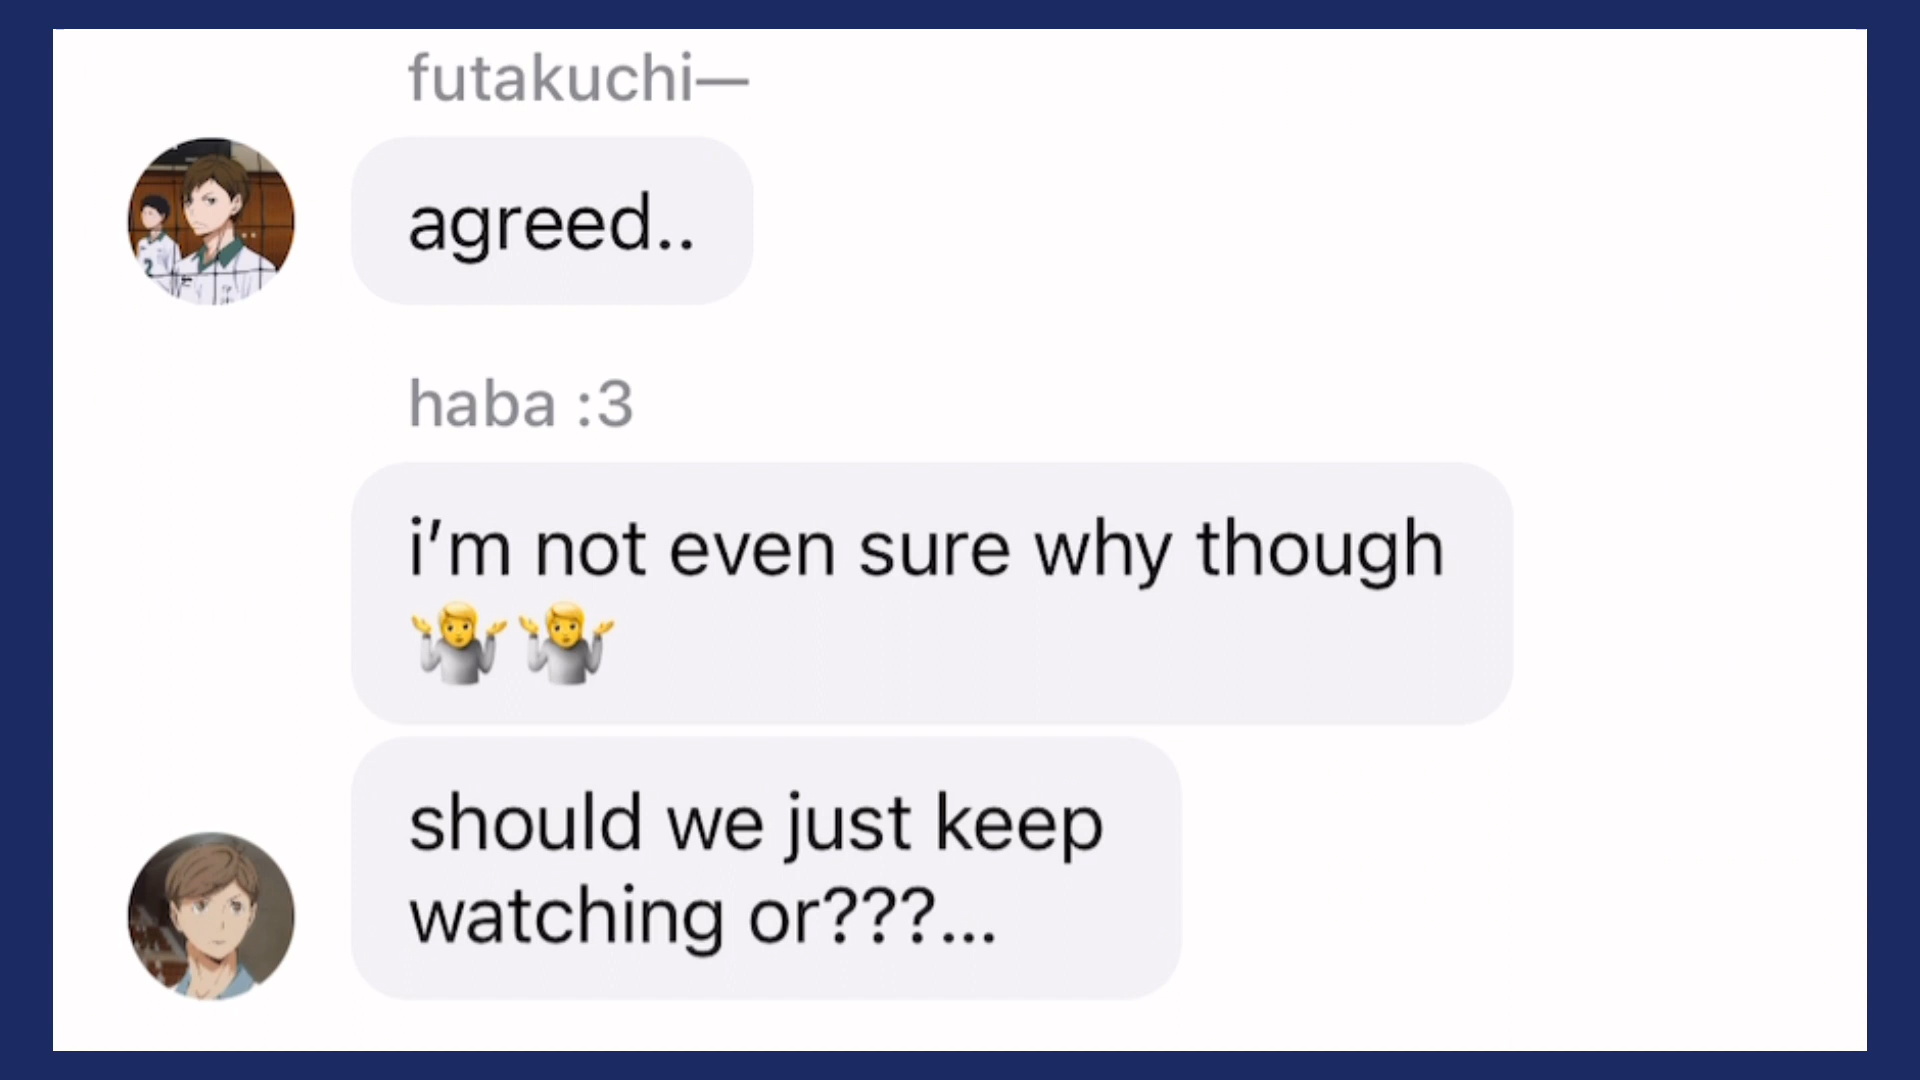 futakuchi—
agreed..
haba :3
i’m not even sure why though
🤷🤷
should we just keep
watching or???...